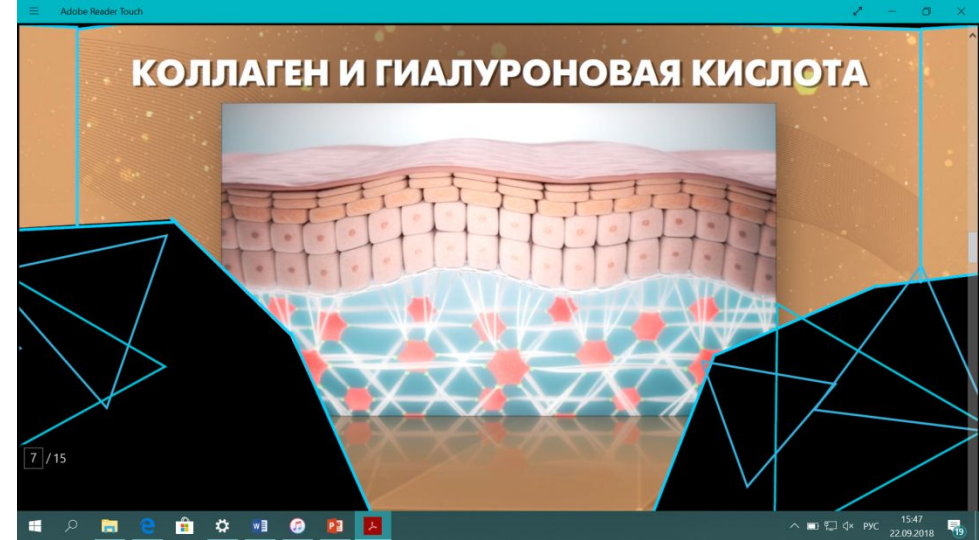 Adobe Reader Touch
КОЛЛАГЕН И ГИАЛУРОНОВАЯ КИСЛОТА
7 / 15
РУС
15:47
22.09.2018
19